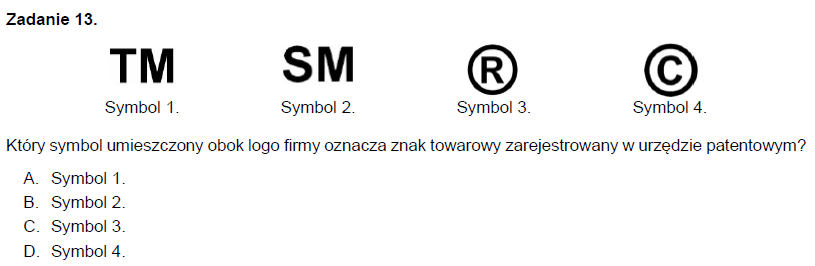 Zadanie 13.
TM SM ® ©
Symbol 1. Symbol 2. Symbol 3. Symbol 4.
Który symbol umieszczony obok logo firmy oznacza znak towarowy zarejestrowany w urzędzie patentowym?
A. Symbol 1.
B. Symbol 2.
C. Symbol 3.
D. Symbol 4.